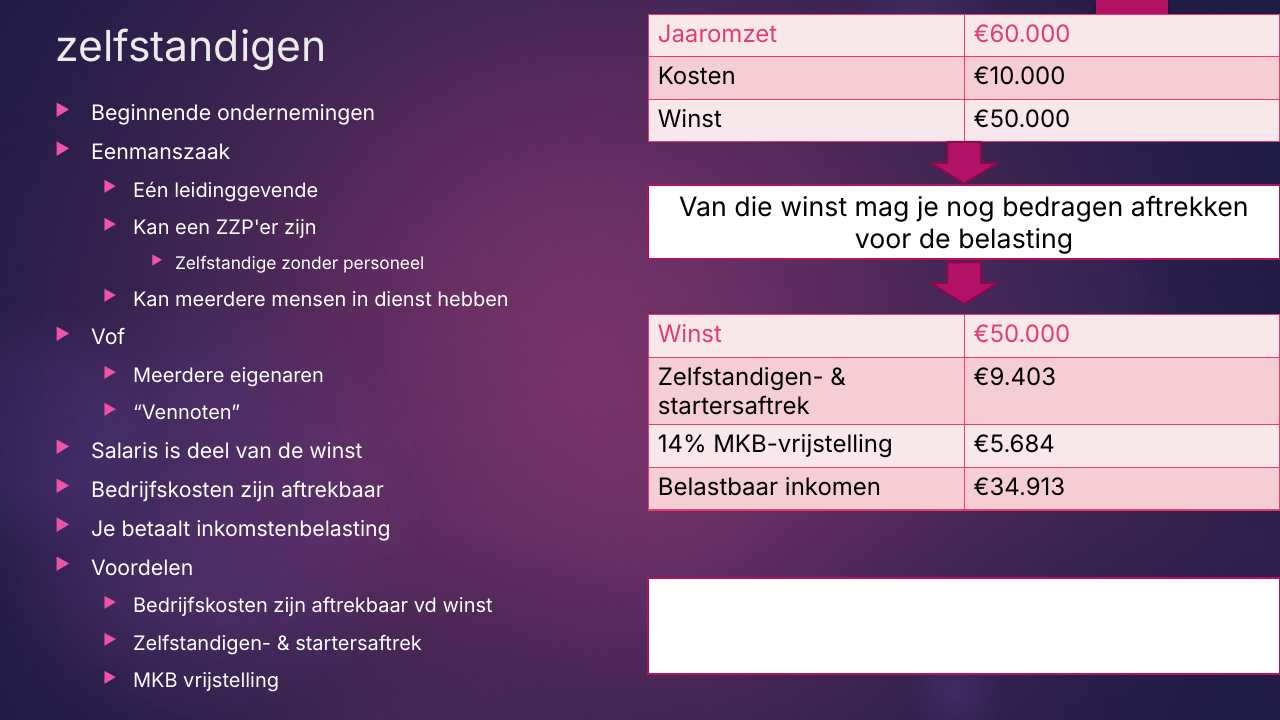 zelfstandigen
Beginnende ondernemingen
Eenmanszaak
Eén leidinggevende
Kan een ZZP'er zijn
Zelfstandige zonder personeel
Kan meerdere mensen in dienst hebben
Vof
Meerdere eigenaren
“Vennoten”
Salaris is deel van de winst
Bedrijfskosten zijn aftrekbaar
Je betaalt inkomstenbelasting
Voordelen
Bedrijfskosten zijn aftrekbaar vd winst
Zelfstandigen- & startersaftrek
MKB vrijstelling
Jaaromzet €60.000
Kosten €10.000
Winst €50.000
Van die winst mag je nog bedragen aftrekken
voor de belasting
Winst €50.000
Zelfstandigen- & €9.403
startersaftrek
14% MKB-vrijstelling €5.684
Belastbaar inkomen €34.913